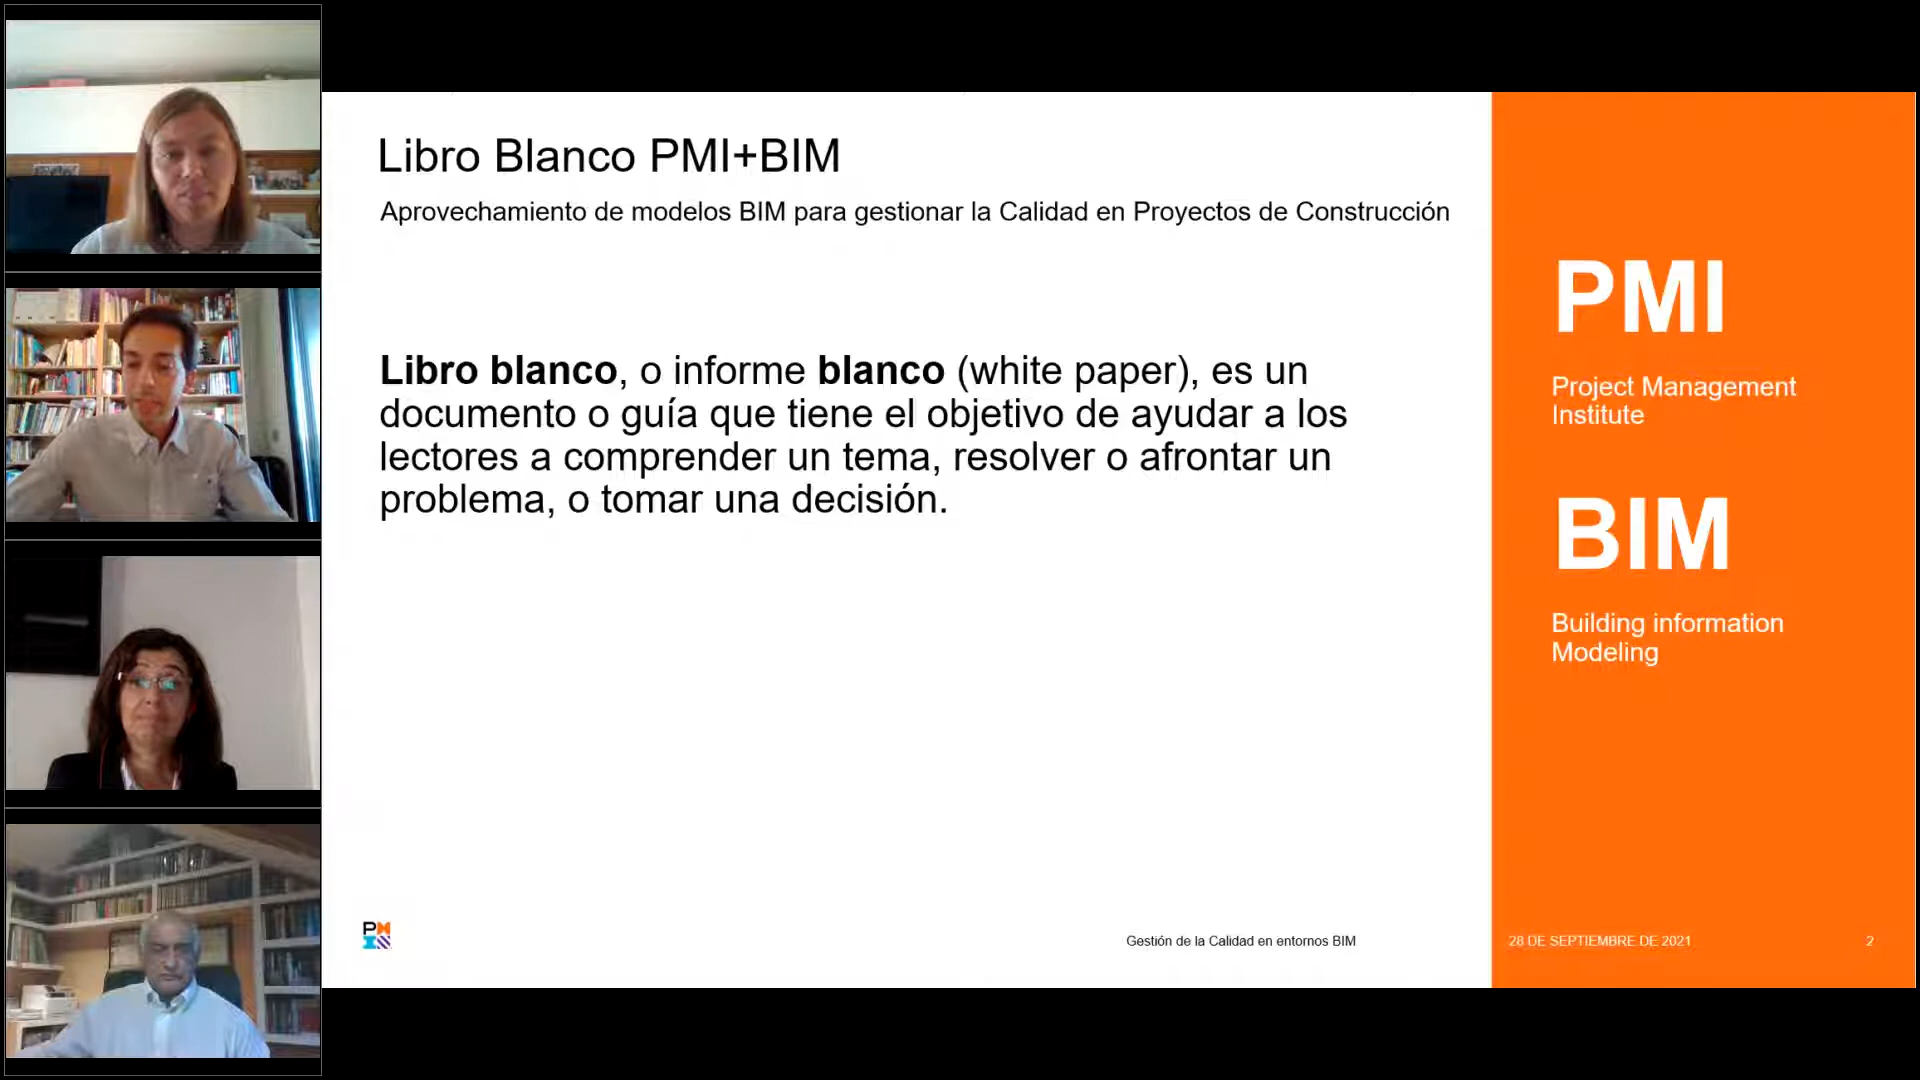 Libro Blanco PMI+BIM
Aprovechamiento de modelos BIM para gestionar la Calidad en Proyectos de Construcción
Libro blanco, o informe blanco (white paper), es un
documento o guía que tiene el objetivo de ayudar a los
lectores a comprender un tema, resolver o afrontar un
problema, o tomar una decisión.
PMI
Project Management
Institute
BIM
Building information
Modeling
PMI
Gestión de la Calidad en entornos BIM
28 DE SEPTIEMBRE DE 2021
2